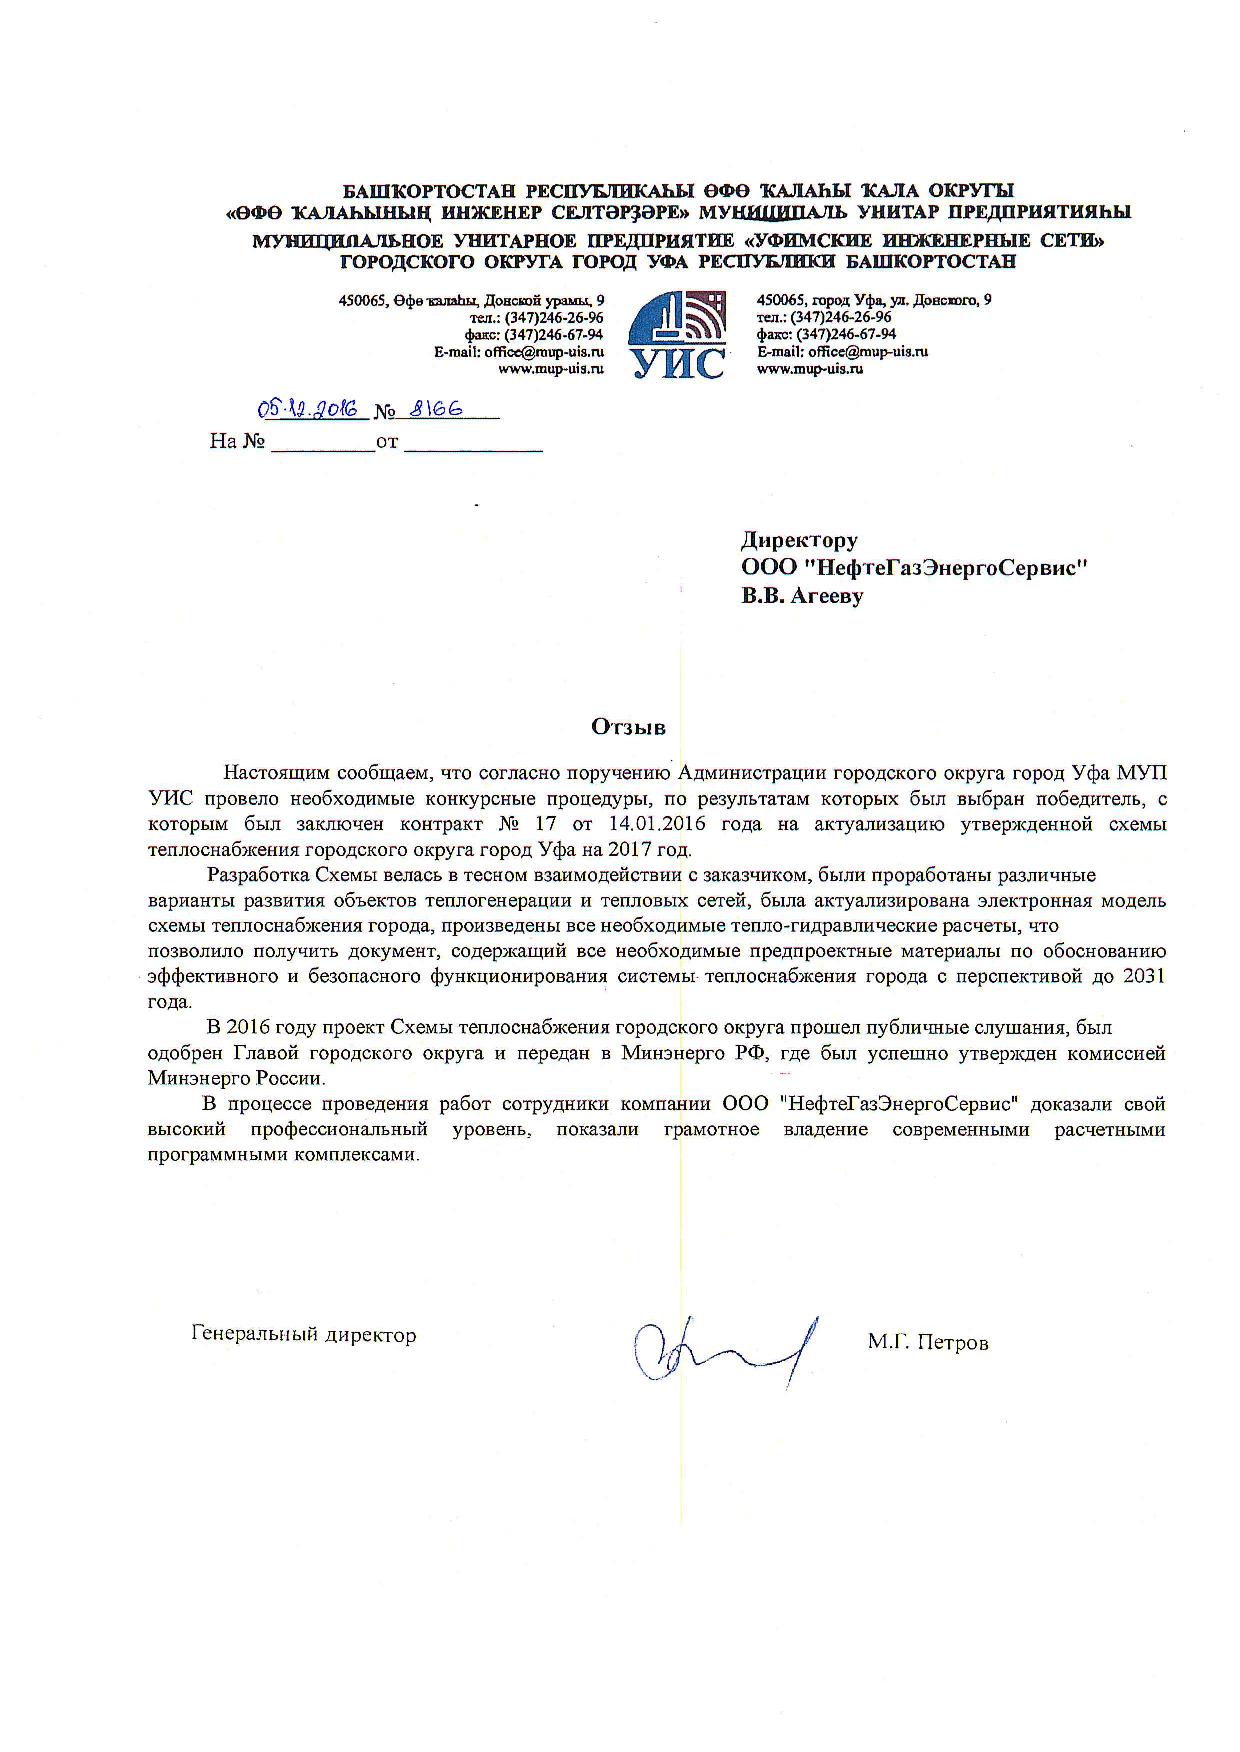 БАШҠОРТОСТАН РЕСПУБЛИКАҺЫ ӨФӨ ҠАЛАҺЫ ҠАЛА ОКРУГЫ
«ӨФӨ ҠАЛАҺЫНЫҢ ИНЖЕНЕР СЕЛТӘРҘӘРЕ» МУНИЦИПАЛЬ УНИТАР ПРЕДПРИЯТИЯҺЫ
МУНИЦИПАЛЬНОЕ УНИТАРНОЕ ПРЕДПРИЯТИЕ «УФИМСКИЕ ИНЖЕНЕРНЫЕ СЕТИ»
ГОРОДСКОГО ОКРУГА ГОРОД УФА РЕСПУБЛИКИ БАШКОРТОСТАН
450065, Өфө ҡалаһы, Донской урамы, 9
тел.: (347)246-26-96
факс: (347)246-67-94
E-mail: office@mup-uis.ru
www.mup-uis.ru
УИС
450065, город Уфа, ул. Донского, 9
тел.: (347)246-26-96
факс: (347)246-67-94
E-mail: office@mup-uis.ru
www.mup-uis.ru
05.12.2016 № 8166
На № __________от _____________
Директору
ООО "НефтеГазЭнергоСервис"
В.В. Агееву
Отзыв
Настоящим сообщаем, что согласно поручению Администрации городского округа город Уфа МУП
УИС провело необходимые конкурсные процедуры, по результатам которых был выбран победитель, с
которым был заключен контракт № 17 от 14.01.2016 года на актуализацию утвержденной схемы
теплоснабжения городского округа город Уфа на 2017 год.
Разработка Схемы велась в тесном взаимодействии с заказчиком, были проработаны различные
варианты развития объектов теплогенерации и тепловых сетей, была актуализирована электронная модель
схемы теплоснабжения города, произведены все необходимые тепло-гидравлические расчеты, что
позволило получить документ, содержащий все необходимые предпроектные материалы по обоснованию
эффективного и безопасного функционирования системы теплоснабжения города с перспективой до 2031
года.
В 2016 году проект Схемы теплоснабжения городского округа прошел публичные слушания, был
одобрен Главой городского округа и передан в Минэнерго РФ, где был успешно утвержден комиссией
Минэнерго России.
В процессе проведения работ сотрудники компании ООО "НефтеГазЭнергоСервис" доказали свой
высокий профессиональный уровень, показали грамотное владение современными расчетными
программными комплексами.
Генеральный директор
М.Г. Петров